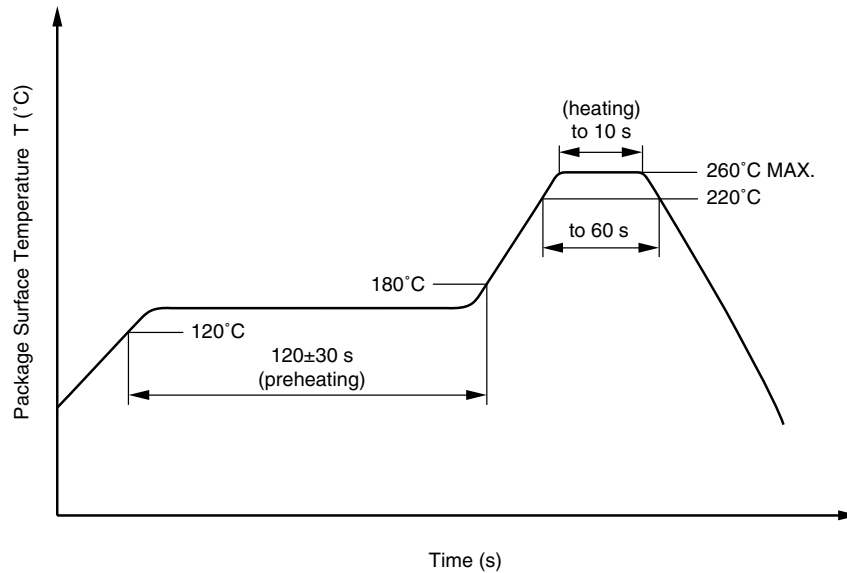 Package Surface Temperature T (˚C)
(heating)
to 10 s
260˚C MAX.
220˚C
to 60 s
180˚C
120˚C
120±30 s
(preheating)
Time (s)